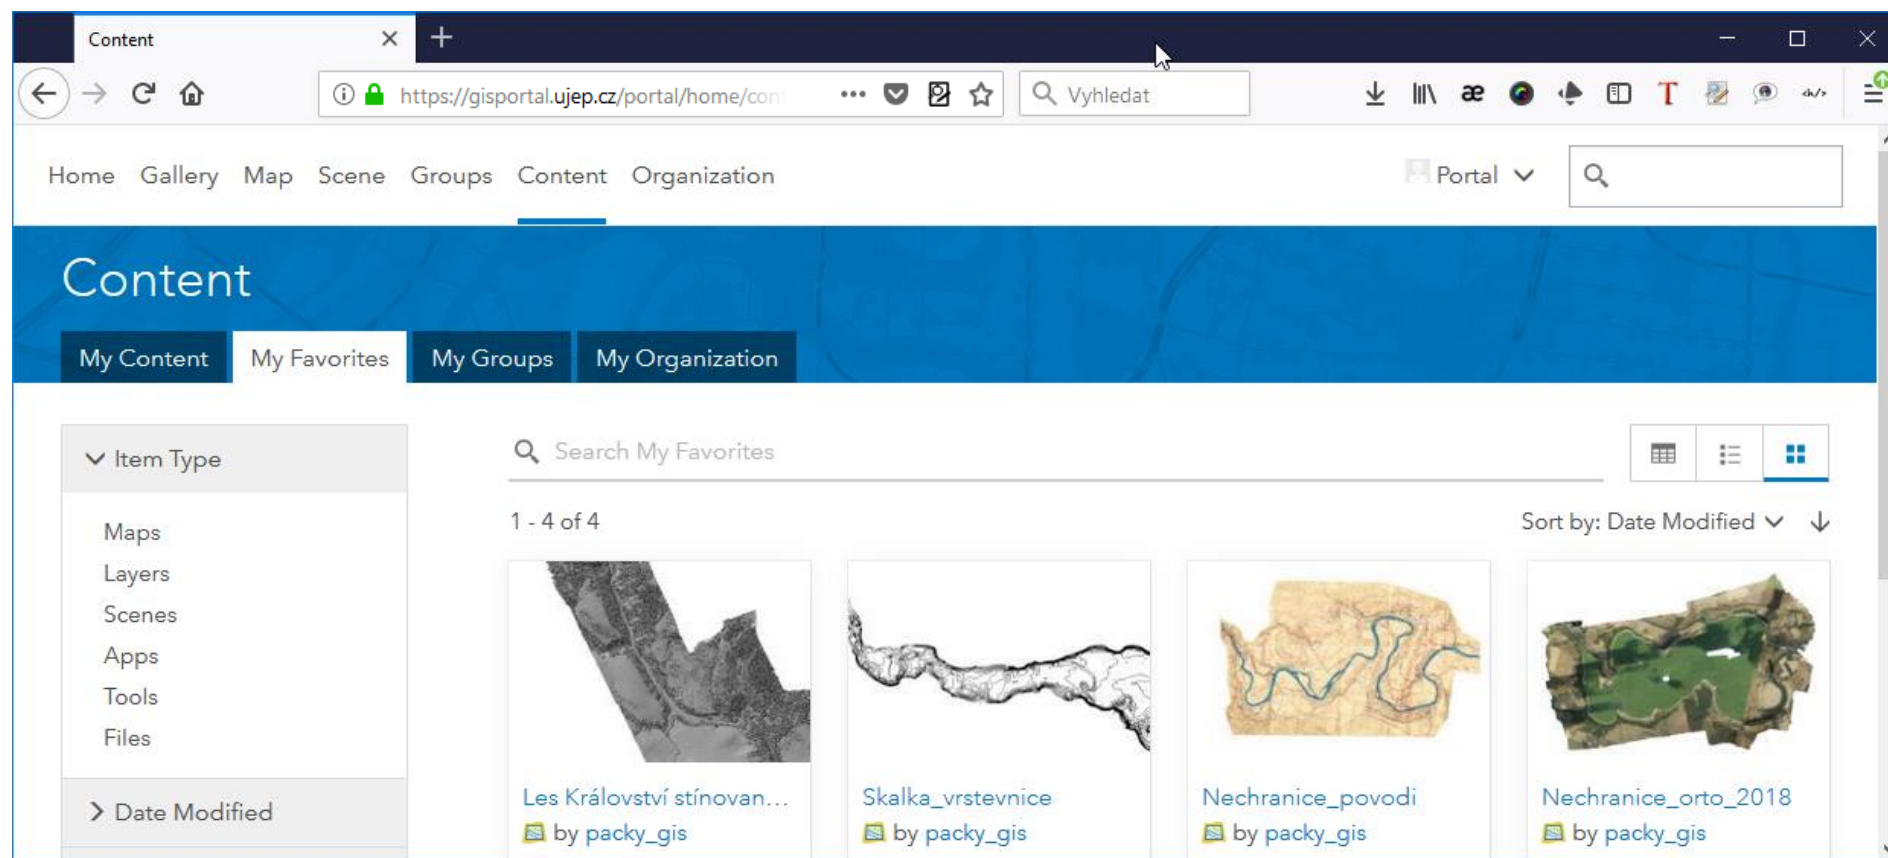 Content
https://gisportal.ujep.cz/portal/home/con
Vyhledat
Home Gallery Map Scene Groups Content Organization
Portal
Content
My Content My Favorites My Groups My Organization
Item Type
Maps
Layers
Scenes
Apps
Tools
Files
Date Modified
Search My Favorites
1 - 4 of 4
Sort by: Date Modified
Les Království stínovan...
by packy_gis
Skalka_vrstevnice
by packy_gis
Nechranice_povodi
by packy_gis
Nechranice_orto_2018
by packy_gis